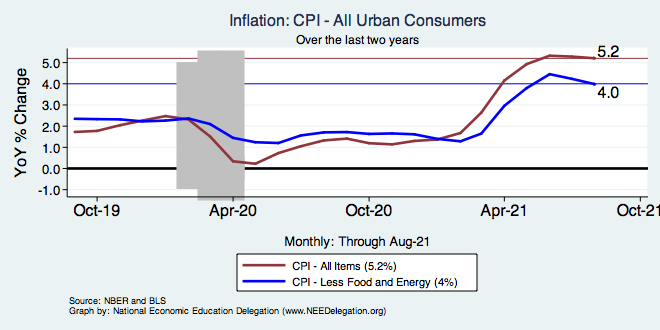 Inflation: CPI - All Urban Consumers
Over the last two years
YoY % Change
5.0
4.0
3.0
2.0
1.0
0.0
-1.0
5.2
4.0
Oct-19
Apr-20
Oct-20
Apr-21
Oct-21
Monthly: Through Aug-21
CPI - All Items (5.2%)
CPI - Less Food and Energy (4%)
Source: NBER and BLS
Graph by: National Economic Education Delegation (www.NEEDelegation.org)